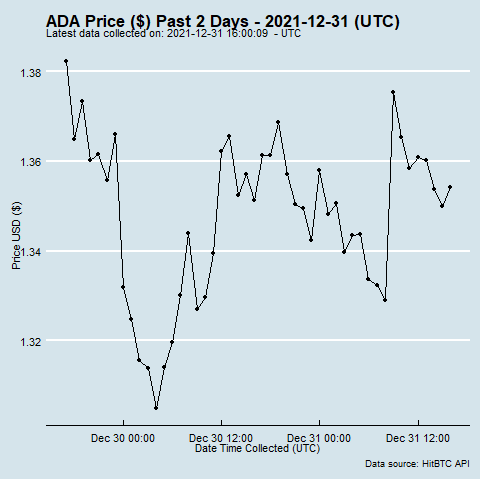 ADA Price ($) Past 2 Days - 2021-12-31 (UTC)
Latest data collected on: 2021-12-31 16:00:09  - UTC
1.38
1.36
1.34
1.32
Price USD ($)
Dec 30 00:00
Dec 30 12:00
Dec 31 00:00
Dec 31 12:00
Date Time Collected (UTC)
Data source: HitBTC API